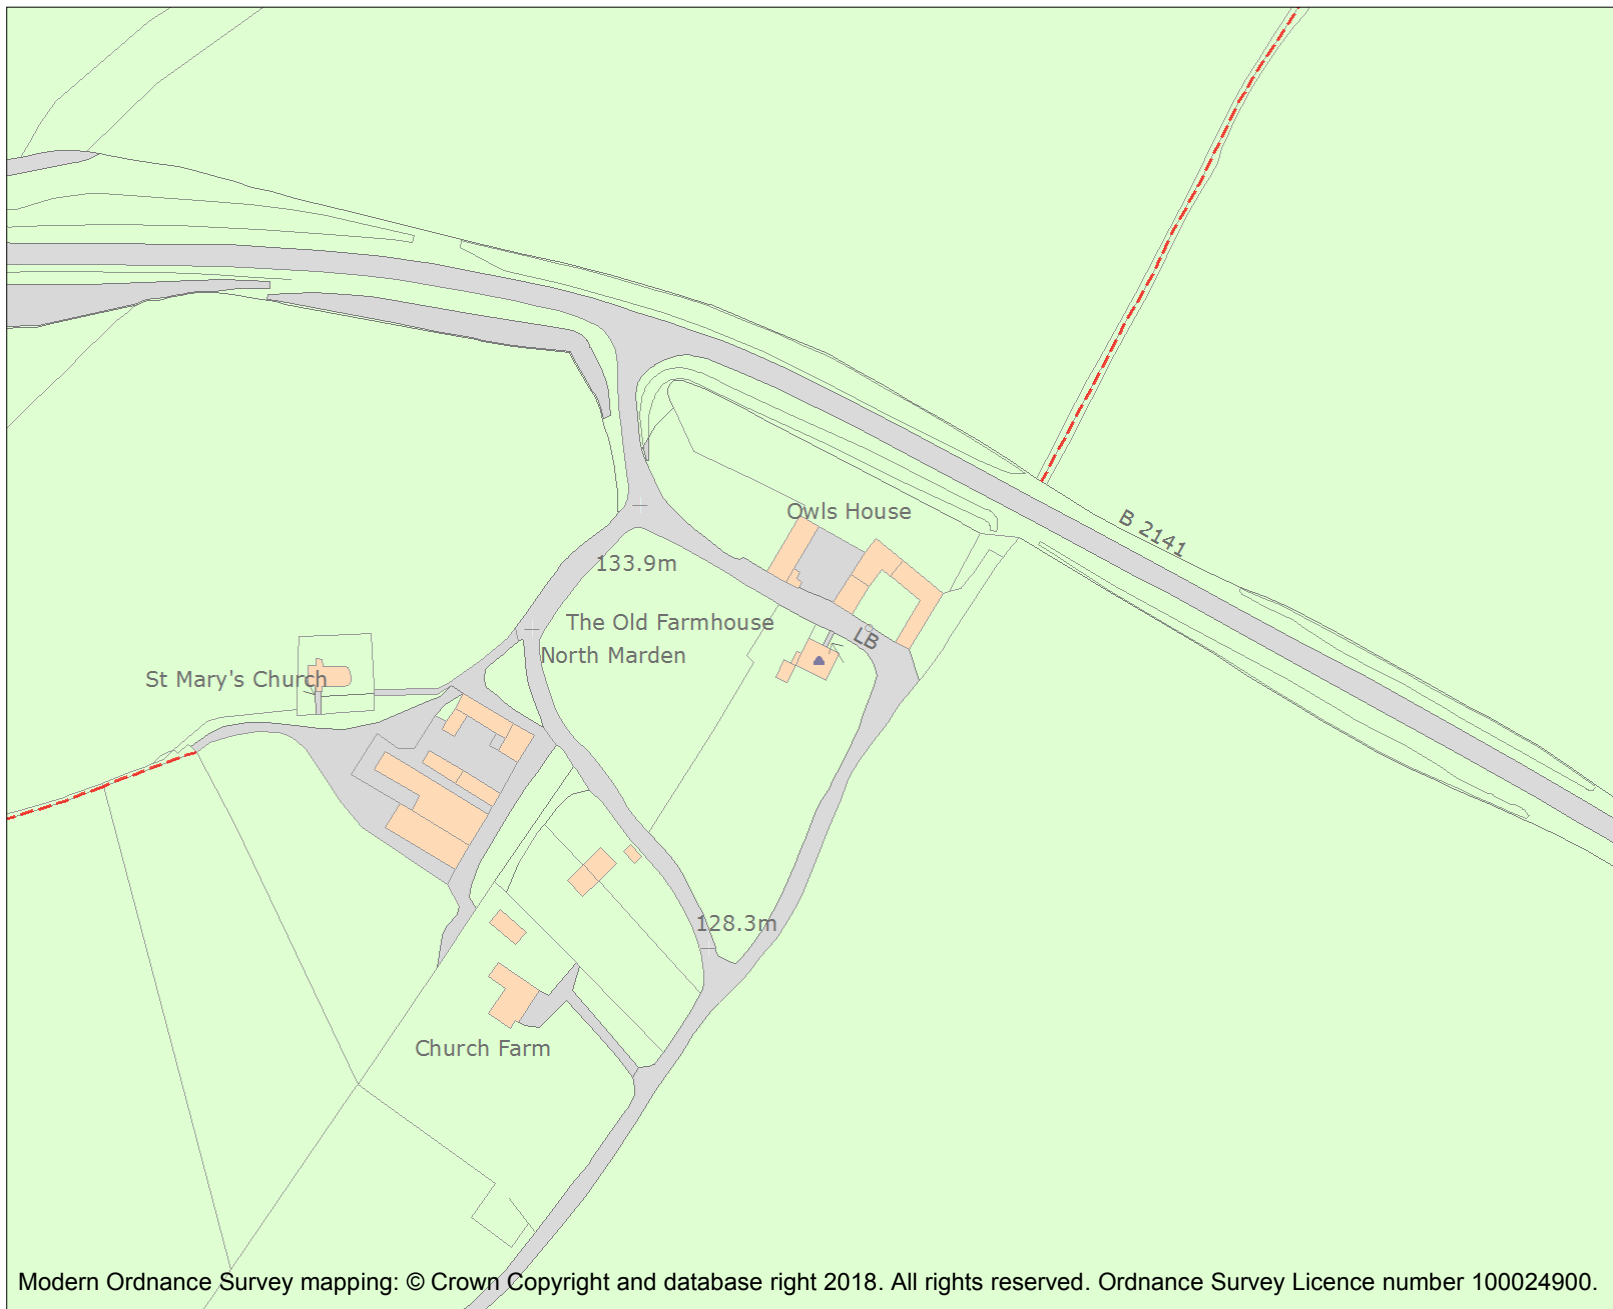 Owls House
B 2141
133.9m
The Old Farmhouse
LB
North Marden
St Mary's Church
128.3m
Church Farm
Modern Ordnance Survey mapping: © Crown Copyright and database right 2018. All rights reserved. Ordnance Survey Licence number 100024900.